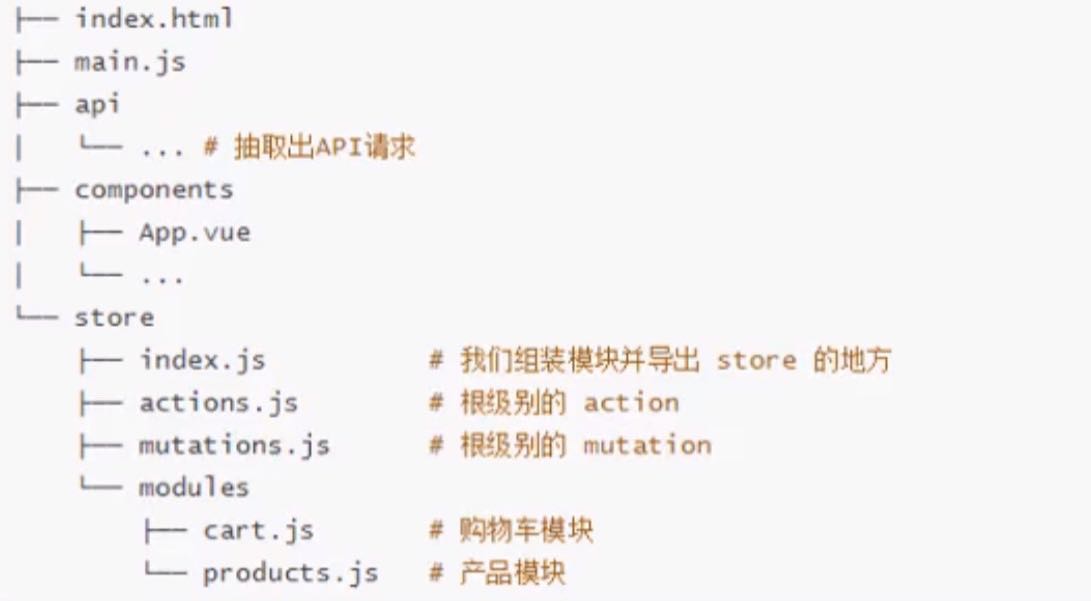 ├── index.html
├── main.js
├── api
│   └── ... # 抽取出API请求
├── components
│   ├── App.vue
│   └── ...
└── store
    ├── index.js          # 我们组装模块并导出 store 的地方
    ├── actions.js        # 根级别的 action
    ├── mutations.js      # 根级别的 mutation
    └── modules
        ├── cart.js       # 购物车模块
        └── products.js   # 产品模块